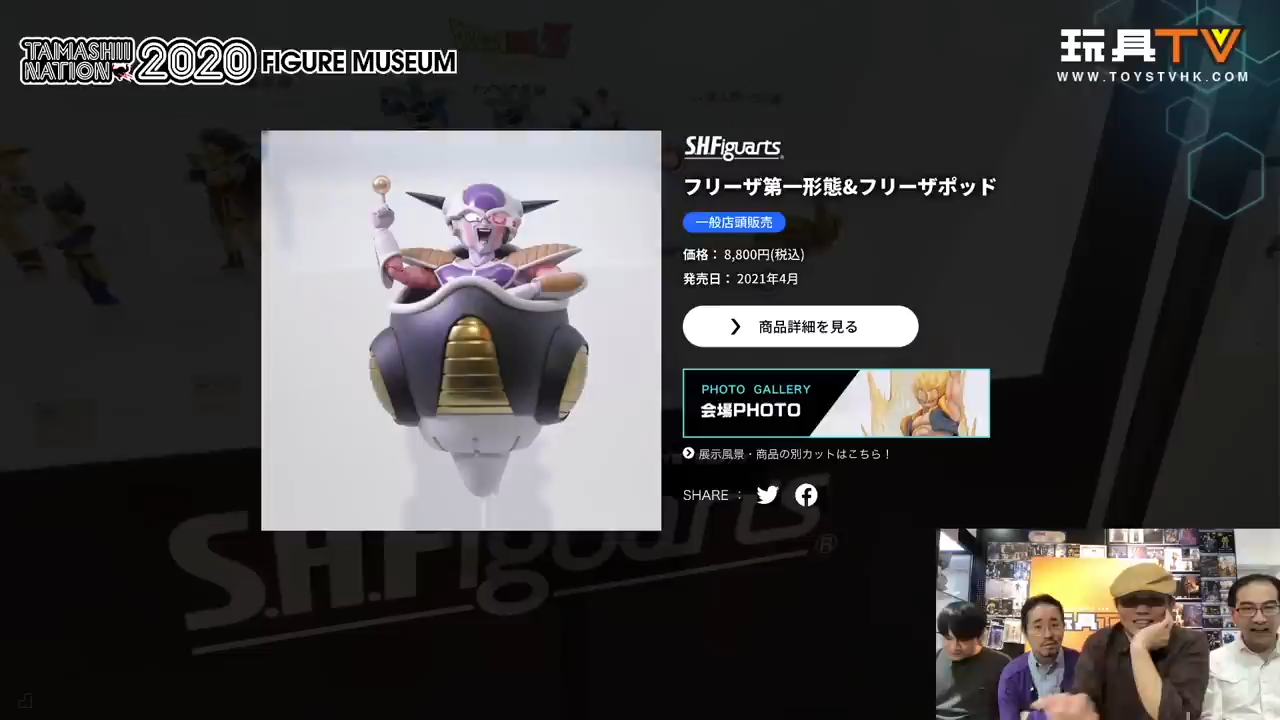 TAMASHII NATION 2020 FIGURE MUSEUM
玩具TV
WWW.TOYSTVHK.COM
S.H.Figuarts
フリーザ第一形態&フリーザポッド
一般店頭販売
価格： 8,800円(税込)
発売日： 2021年4月
商品詳細を見る
PHOTO GALLERY
会場PHOTO
展示風景・商品の別カットはこちら！
SHARE ：
S.H.Figuarts®